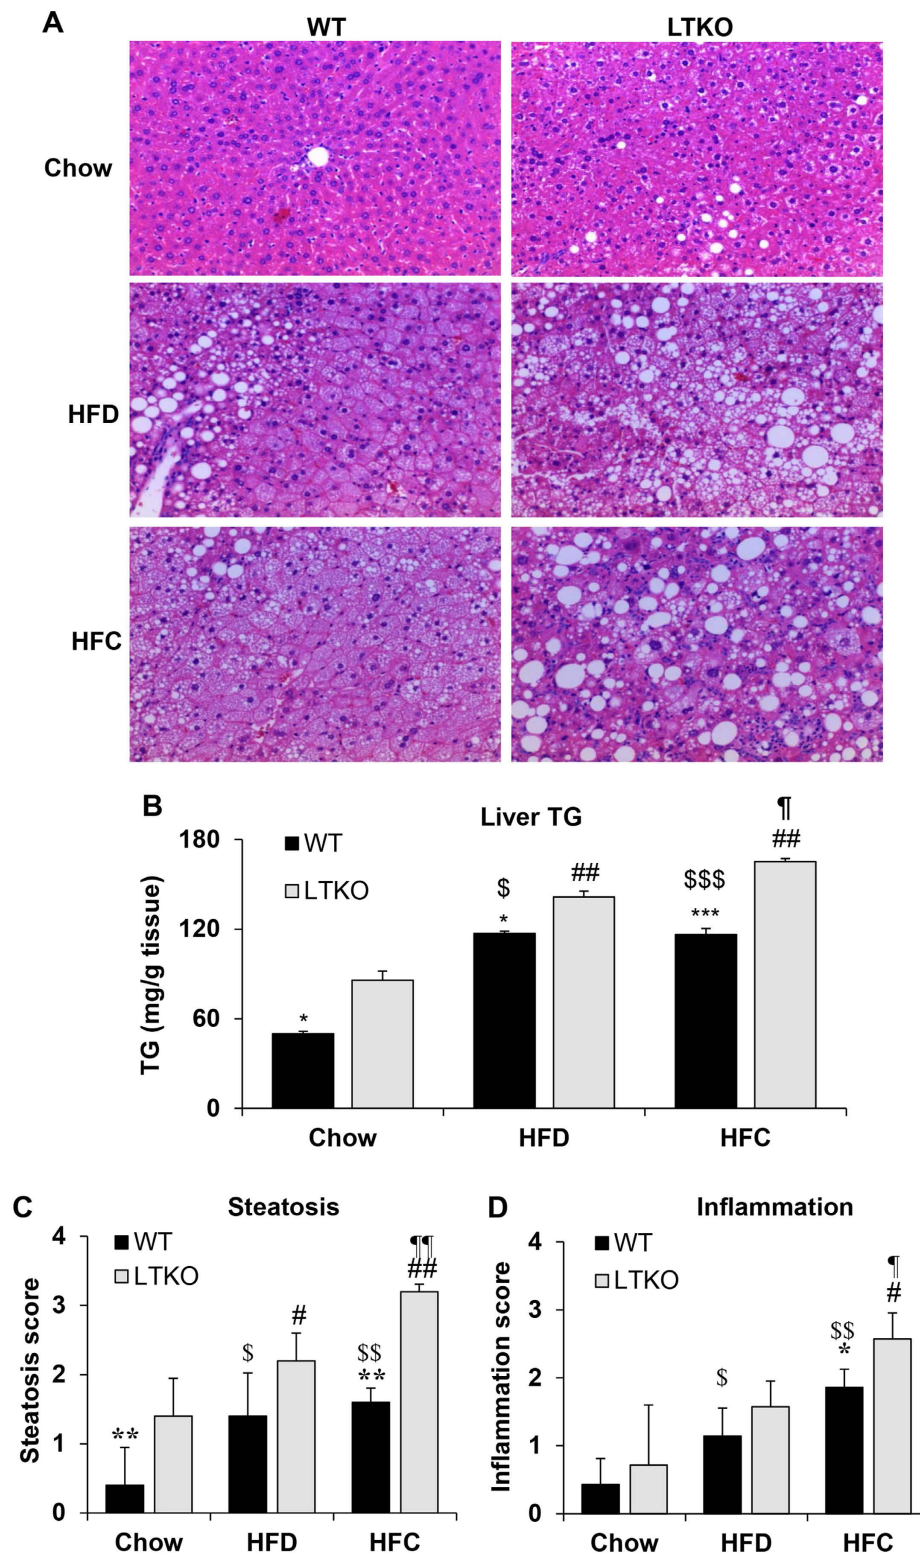 A
WT LTKO
Chow
HFD
HFC
B
Liver TG
¶
##
180
WT
LTKO
##
$
*
$$$
***
120
*
60
0
TG (mg/g tissue)
Chow HFD HFC
C
Steatosis
WT
LTKO
¶¶
##
#
$
$$
**
**
4
3
2
1
0
Steatosis score
Chow HFD HFC
D
Inflammation
WT
LTKO
¶
#
$$
*
$
4
3
2
1
0
Inflammation score
Chow HFD HFC